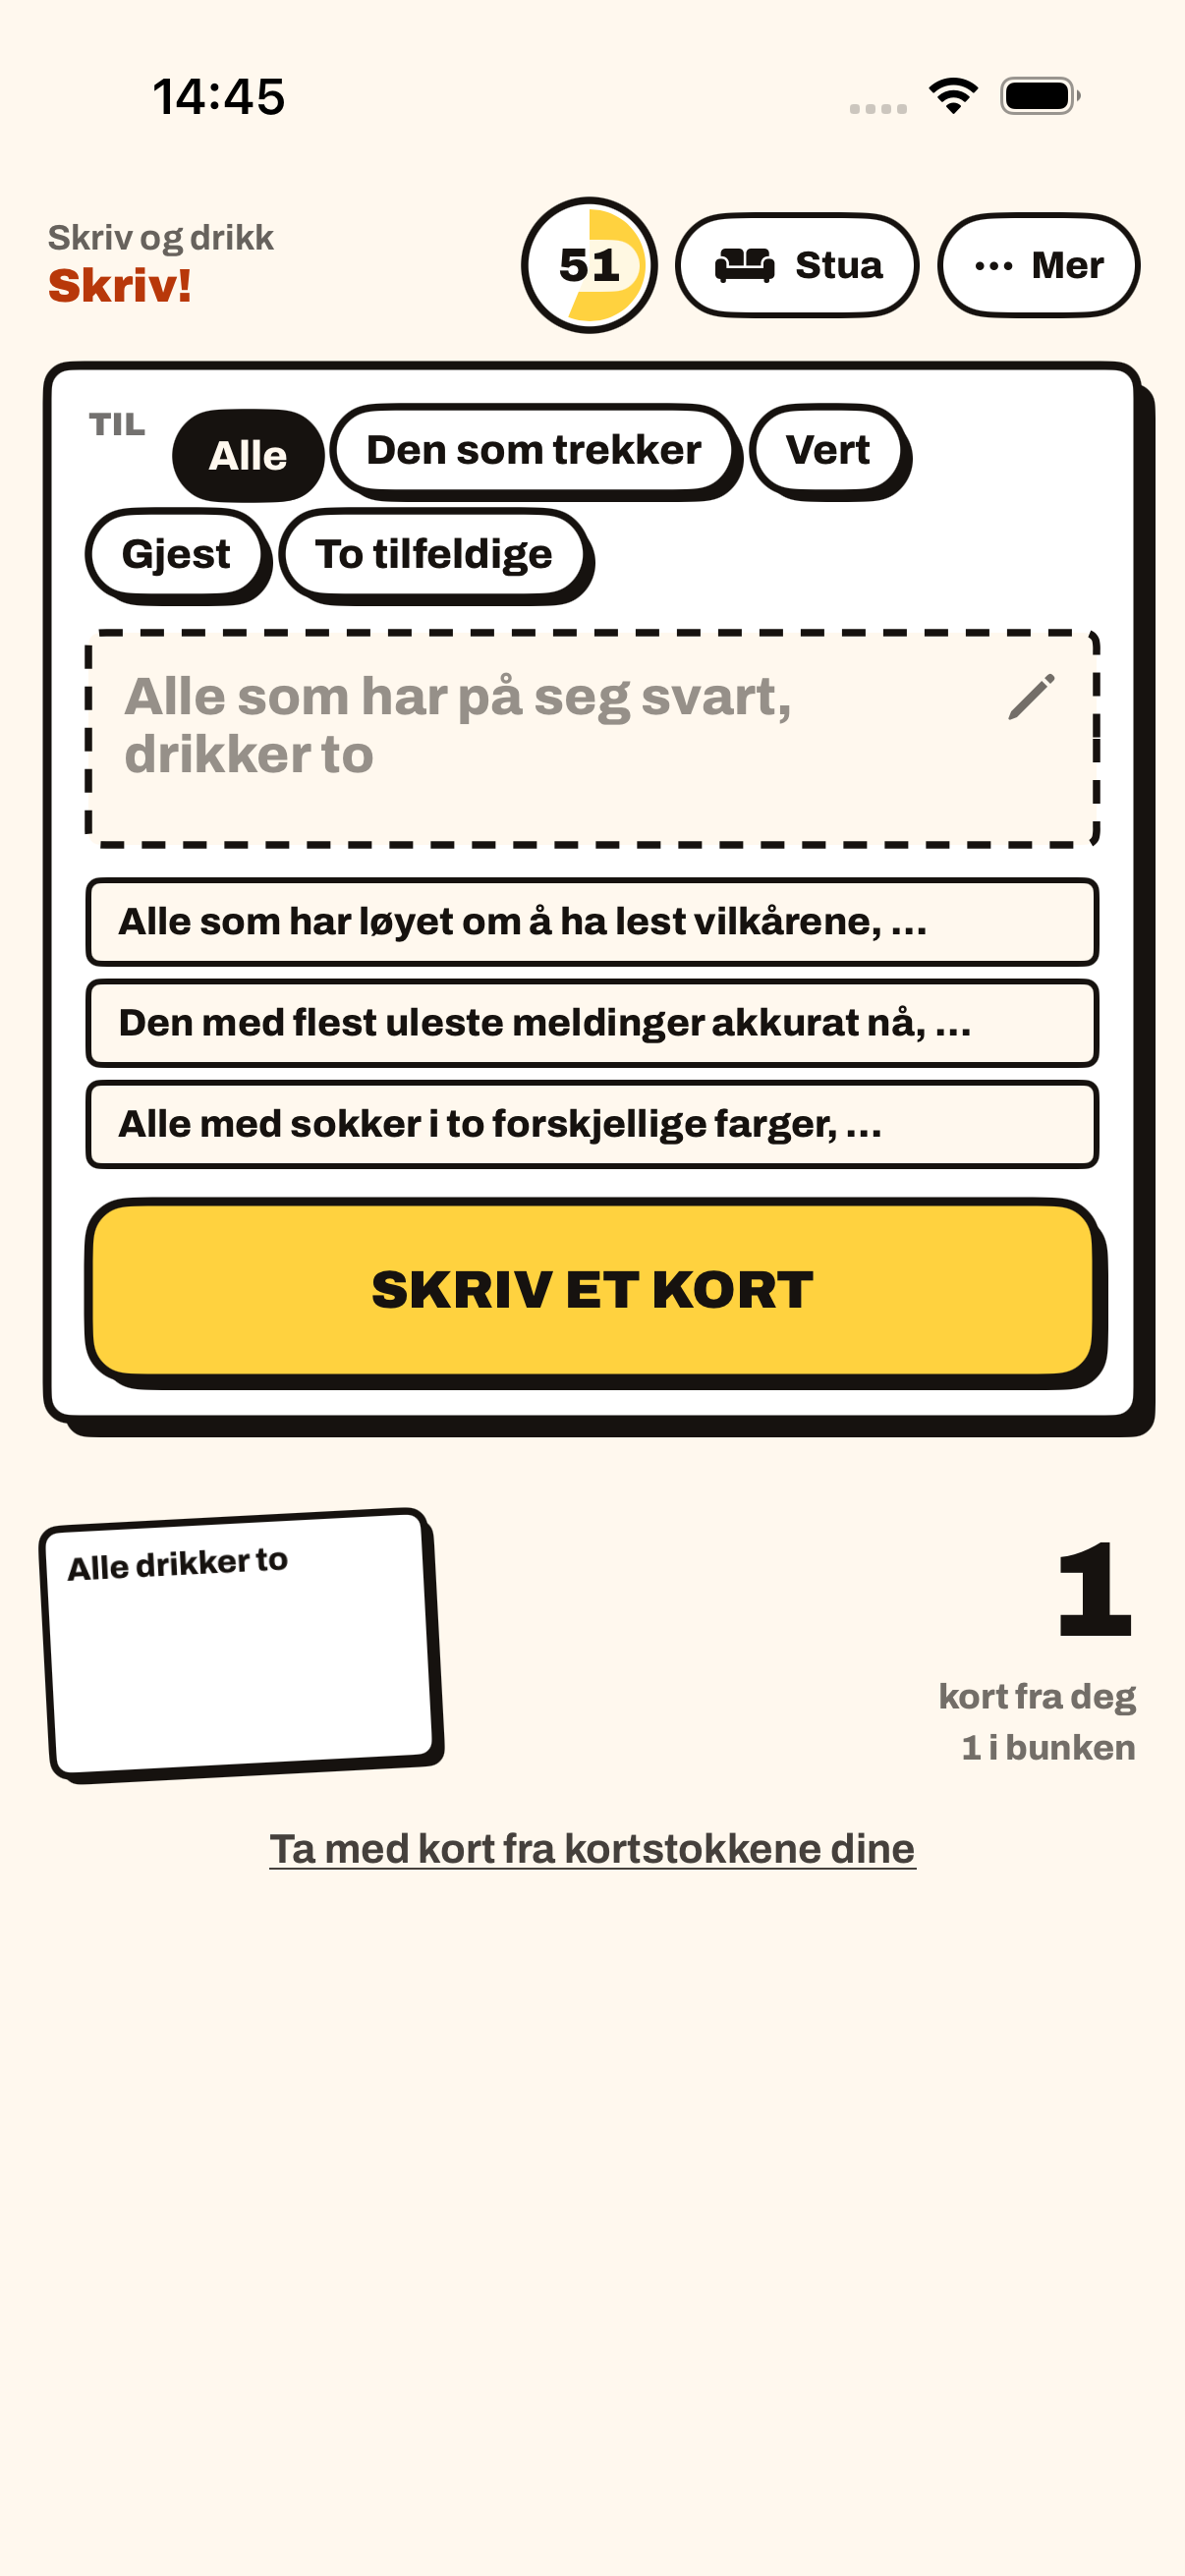 14:45
Skriv og drikk
Skriv!
51
Stua
Mer
TIL
Alle
Den som trekker
Vert
Gjest
To tilfeldige
Alle som har på seg svart,
drikker to
Alle som har løyet om å ha lest vilkårene, ...
Den med flest uleste meldinger akkurat nå, ...
Alle med sokker i to forskjellige farger, ...
SKRIV ET KORT
Alle drikker to
1
kort fra deg
1 i bunken
Ta med kort fra kortstokkene dine